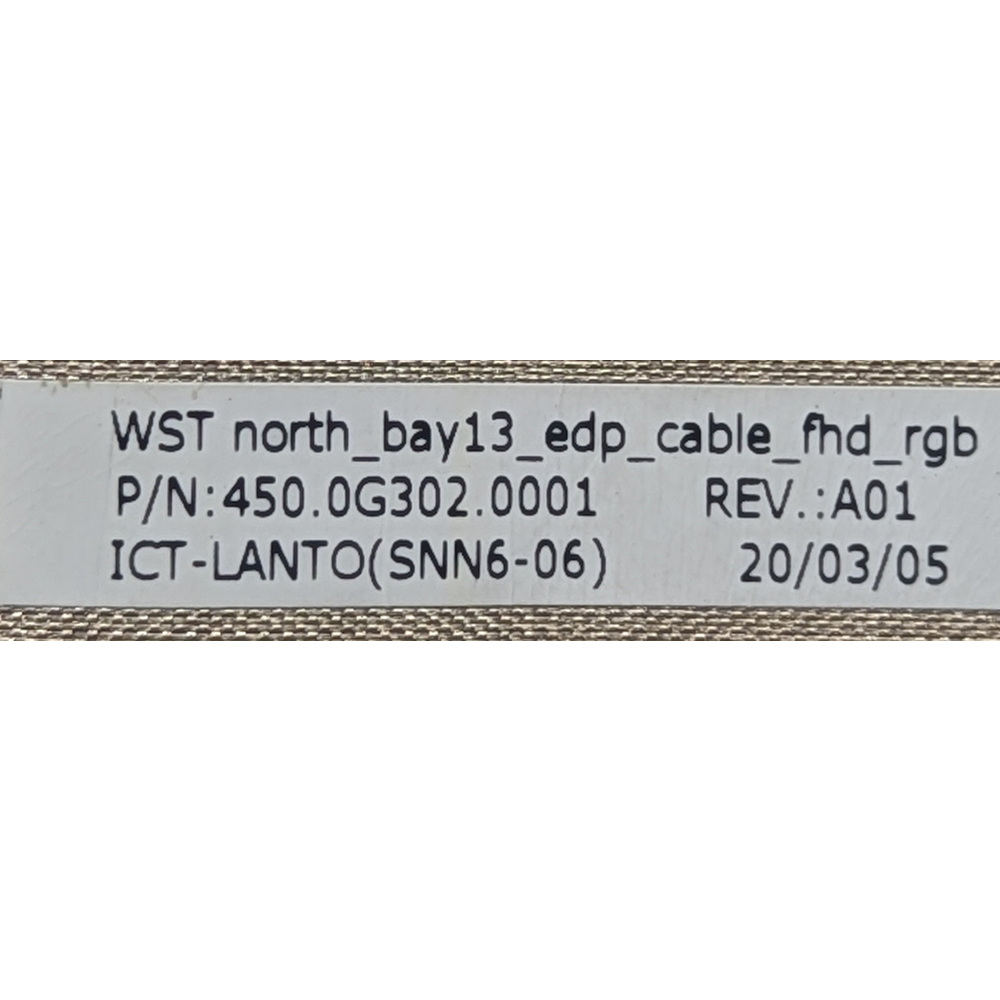 WST north_bay13_edp_cable_fhd_rgb
P/N:450.0G302.0001 REV.:A01
ICT-LANTO(SNN6-06) 20/03/05